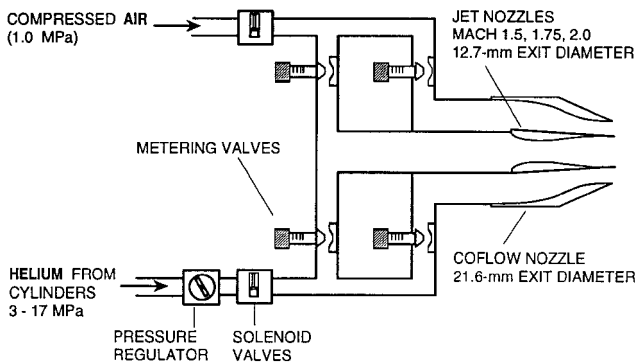 COMPRESSED AIR
(1.0 MPa)
JET NOZZLES
MACH 1.5, 1.75, 2.0
12.7-mm EXIT DIAMETER
METERING VALVES
HELIUM FROM
CYLINDERS
3 - 17 MPa
COFLOW NOZZLE
21.6-mm EXIT DIAMETER
PRESSURE
REGULATOR
SOLENOID
VALVES